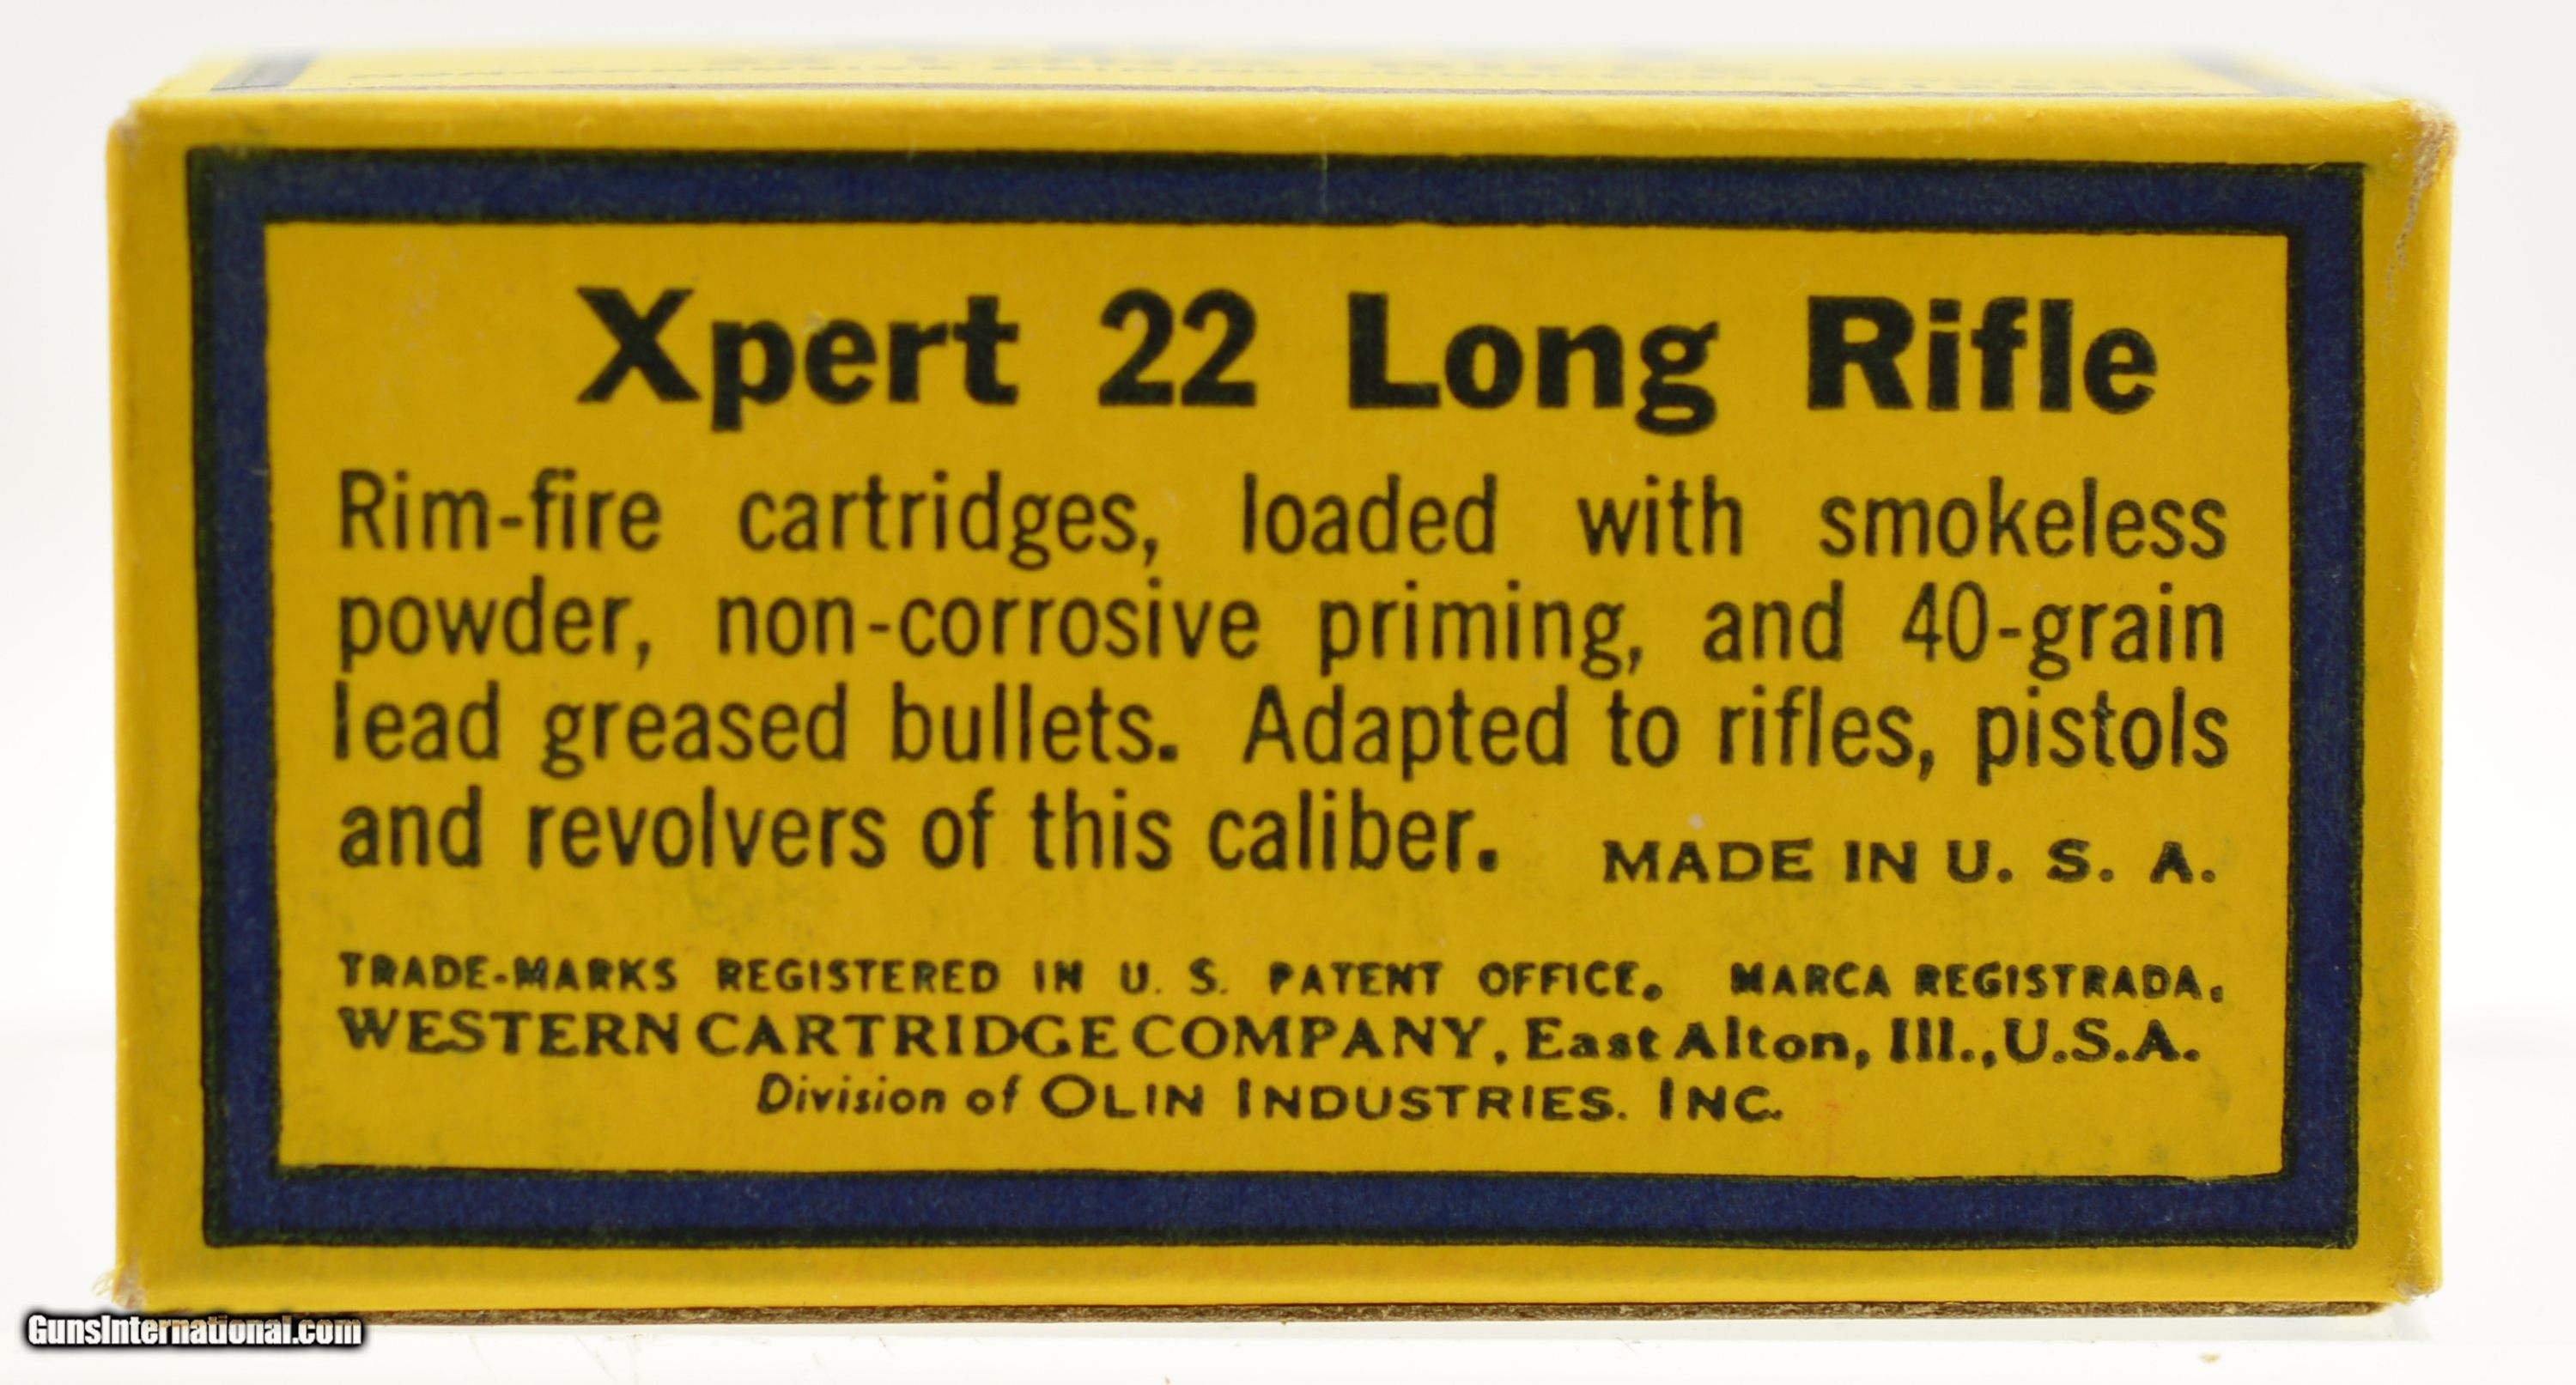 Xpert 22 Long Rifle
Rim-fire cartridges, loaded with smokeless
powder, non-corrosive priming, and 40-grain
lead greased bullets. Adapted to rifles, pistols
and revolvers of this caliber. MADE IN U. S. A.
TRADE-MARKS REGISTERED IN U. S. PATENT OFFICE. MARCA REGISTRADA.
WESTERN CARTRIDGE COMPANY, East Alton, Ill., U.S.A.
Division of OLIN INDUSTRIES. INC.
GunsInternational.com